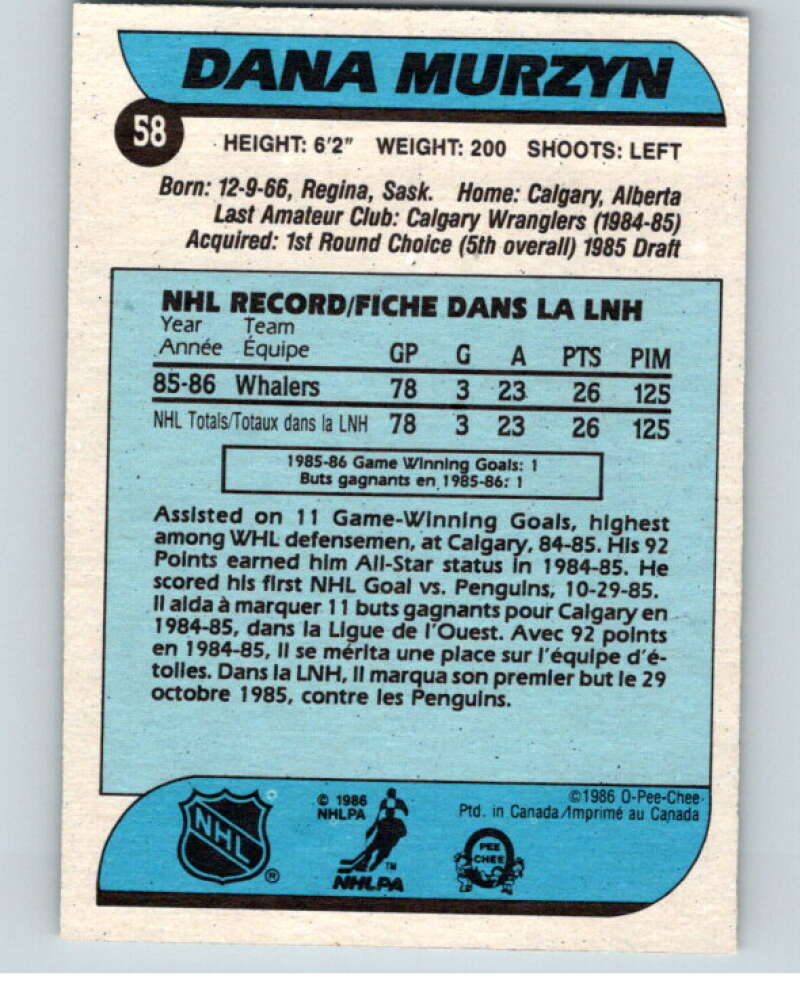 DANA MURZYN
58
HEIGHT: 6'2" WEIGHT: 200 SHOOTS: LEFT
Born: 12-9-66, Regina, Sask. Home: Calgary, Alberta
Last Amateur Club: Calgary Wranglers (1984-85)
Acquired: 1st Round Choice (5th overall) 1985 Draft
NHL RECORD/FICHE DANS LA LNH
Year Team
Année Équipe GP G A PTS PIM
85-86 Whalers 78 3 23 26 125
NHL Totals/Totaux dans la LNH 78 3 23 26 125
1985-86 Game Winning Goals: 1
Buts gagnants en 1985-86: 1
Assisted on 11 Game-Winning Goals, highest
among WHL defensemen, at Calgary, 84-85. His 92
Points earned him All-Star status in 1984-85. He
scored his first NHL Goal vs. Penguins, 10-29-85.
Il aida à marquer 11 buts gagnants pour Calgary en
1984-85, dans la Ligue de l'Ouest. Avec 92 points
en 1984-85, il se mérita une place sur l'équipe d'é-
toiles. Dans la LNH, il marqua son premier but le 29
octobre 1985, contre les Penguins.
NHL ®
© 1986
NHLPA
TM
NHLPA
©1986 O-Pee-Chee
Ptd. in Canada/Imprimé au Canada
PEE
CHEE